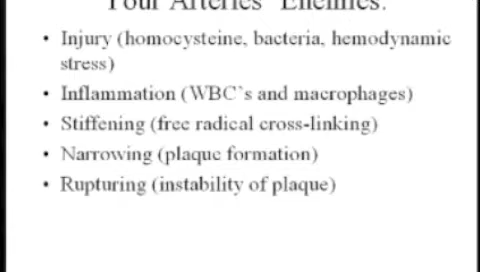 Your Arteries' Enemies:
• Injury (homocysteine, bacteria, hemodynamic
stress)
• Inflammation (WBC's and macrophages)
• Stiffening (free radical cross-linking)
• Narrowing (plaque formation)
• Rupturing (instability of plaque)